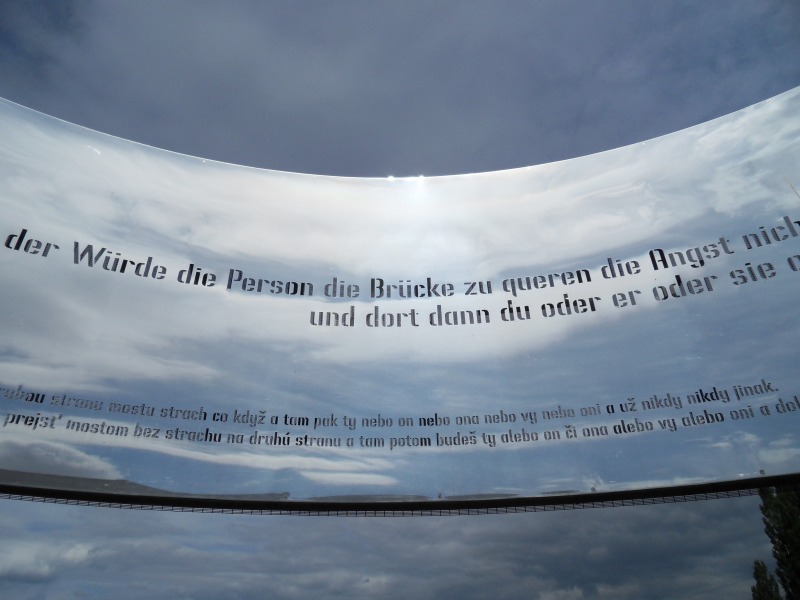 der Würde die Person die Brücke zu queren die Angst nich
und dort dann du oder er oder sie o
stranu mostu strach co když a tam pak ty nebo on nebo ona nebo vy nebo oni a už nikdy nikdy jinak.
prejsť mostom bez strachu na druhú stranu a tam potom budeš ty alebo on či ona alebo vy alebo oni a